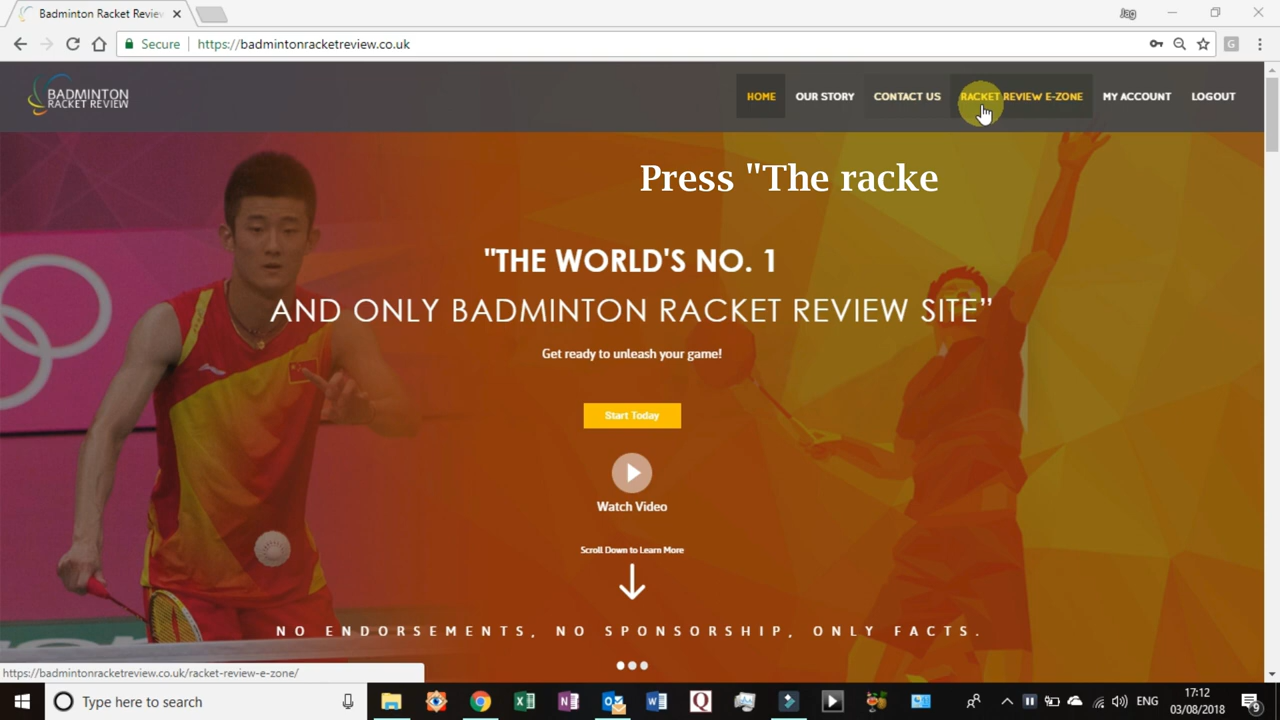 Badminton Racket Review
Jag
Secure
https://badmintonracketreview.co.uk
G
BADMINTON
RACKET REVIEW
HOME
OUR STORY
CONTACT US
RACKET REVIEW E-ZONE
MY ACCOUNT
LOGOUT
Press "The racke
"THE WORLD'S NO. 1
AND ONLY BADMINTON RACKET REVIEW SITE”
Get ready to unleash your game!
Start Today
Watch Video
Scroll Down to Learn More
NO ENDORSEMENTS, NO SPONSORSHIP, ONLY FACTS.
https://badmintonracketreview.co.uk/racket-review-e-zone/
Type here to search
ENG
17:12
03/08/2018
9